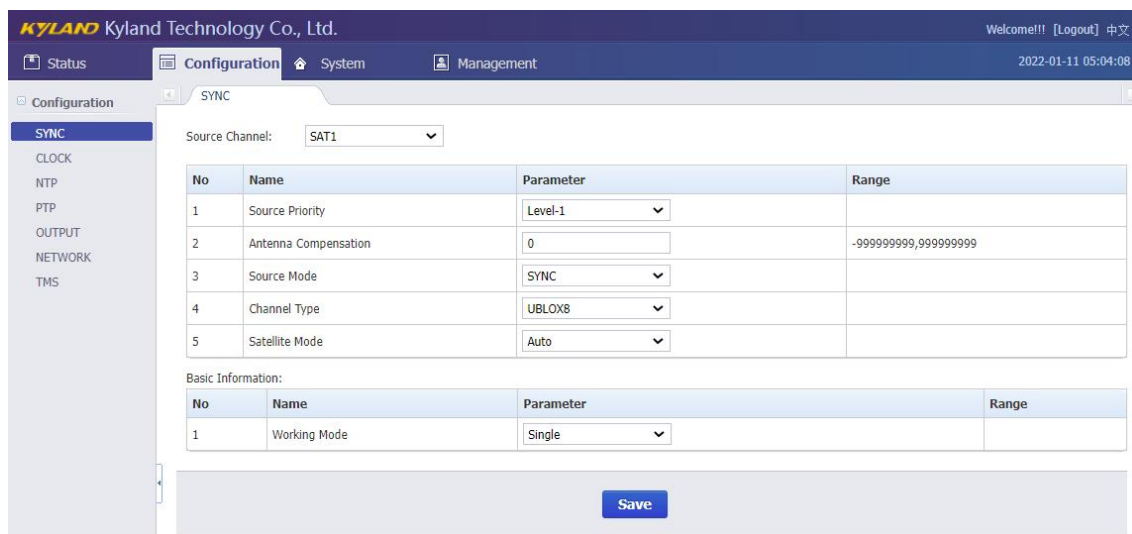 KYLAND Kyland Technology Co., Ltd.
Welcome!!! [Logout] 中文
Status Configuration System Management 2022-01-11 05:04:08
Configuration
SYNC
CLOCK
NTP
PTP
OUTPUT
NETWORK
TMS
SYNC
Source Channel: SAT1
No Name Parameter Range
1 Source Priority Level-1
2 Antenna Compensation 0 -999999999,999999999
3 Source Mode SYNC
4 Channel Type UBLOX8
5 Satellite Mode Auto
Basic Information:
No Name Parameter Range
1 Working Mode Single
Save